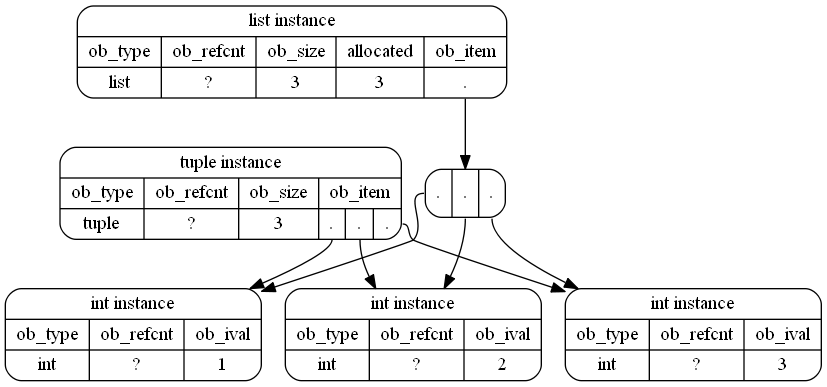 list instance
ob_type ob_refcnt ob_size allocated ob_item
list ? 3 3 .
tuple instance
ob_type ob_refcnt ob_size ob_item
tuple ? 3 . . .
. . .
int instance
ob_type ob_refcnt ob_ival
int ? 1
int instance
ob_type ob_refcnt ob_ival
int ? 2
int instance
ob_type ob_refcnt ob_ival
int ? 3